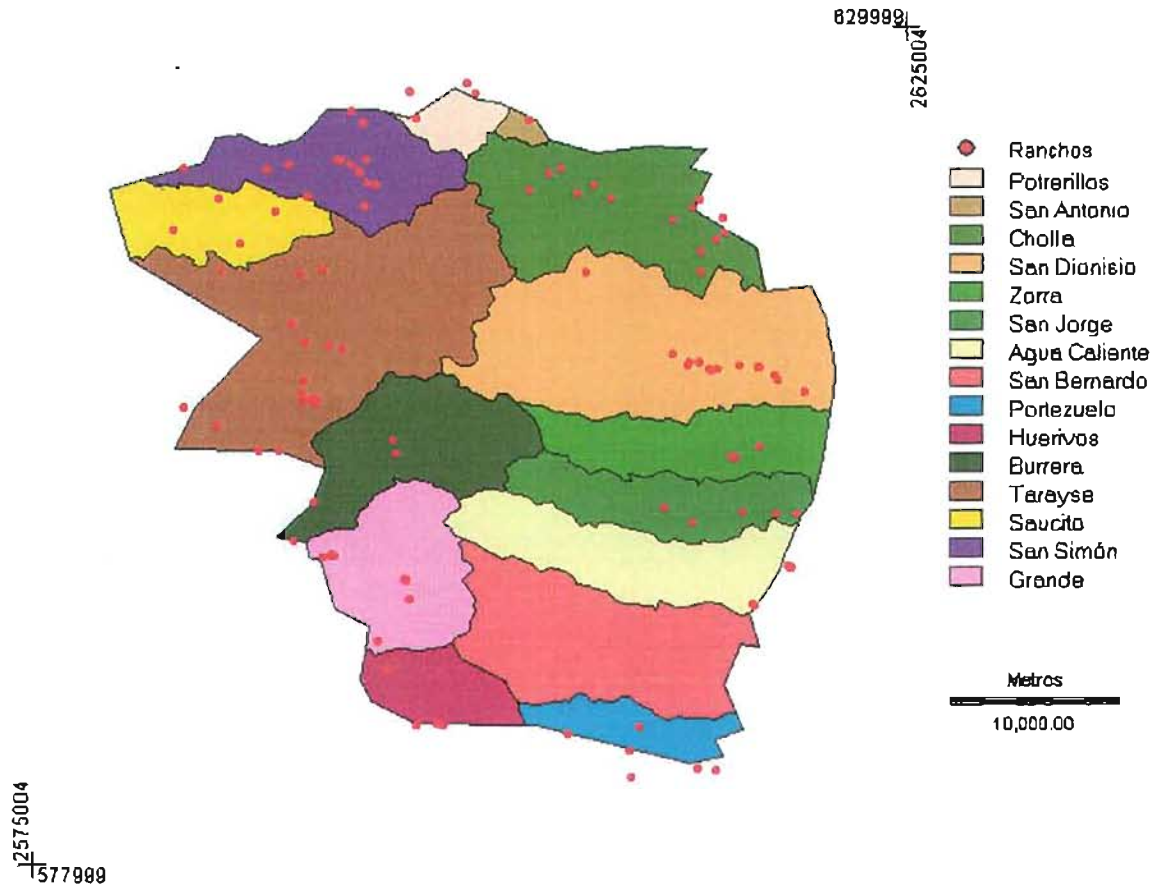 629999
2625004
Ranchos
Potrerillos
San Antonio
Cholla
San Dionisio
Zorra
San Jorge
Agua Caliente
San Bernardo
Portezuelo
Huerivos
Burrera
Tarayse
Saucito
San Simón
Grande
Metros
10,000.00
2575004
577999